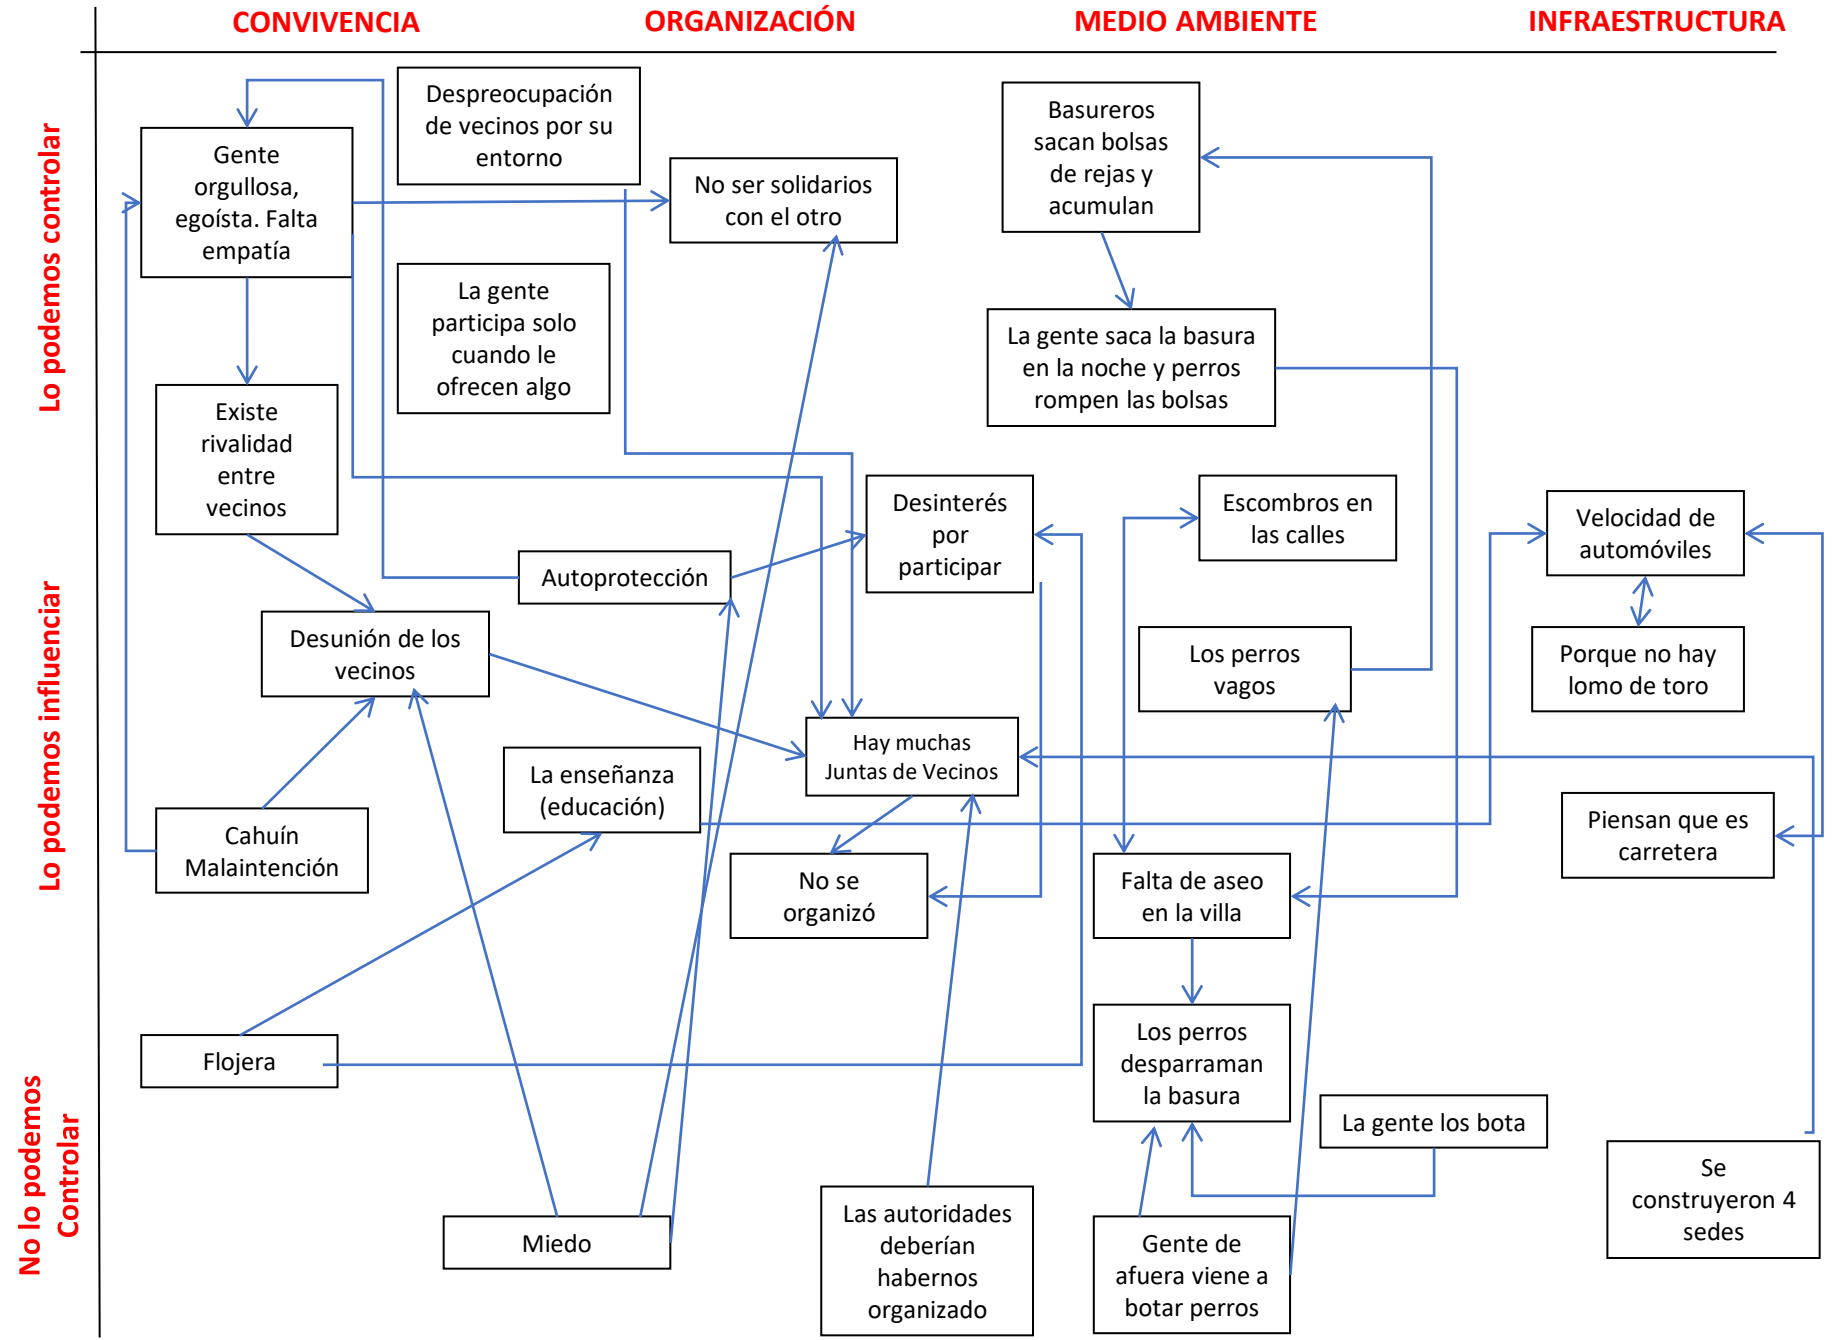 CONVIVENCIA
ORGANIZACIÓN
MEDIO AMBIENTE
INFRAESTRUCTURA
Lo podemos controlar
Gente
orgullosa,
egoísta. Falta
empatía
Despreocupación
de vecinos por su
entorno
No ser solidarios
con el otro
Basureros
sacan bolsas
de rejas y
acumulan
La gente
participa solo
cuando le
ofrecen algo
La gente saca la basura
en la noche y perros
rompen las bolsas
Existe
rivalidad
entre
vecinos
Lo podemos influenciar
Desinterés
por
participar
Escombros en
las calles
Velocidad de
automóviles
Autoprotección
Desunión de los
vecinos
Los perros
vagos
Porque no hay
lomo de toro
Hay muchas
Juntas de Vecinos
La enseñanza
(educación)
Cahuín
Malaintención
Piensan que es
carretera
No se
organizó
Falta de aseo
en la villa
No lo podemos
Controlar
Flojera
Los perros
desparraman
la basura
La gente los bota
Se
construyeron 4
sedes
Miedo
Las autoridades
deberían
habernos
organizado
Gente de
afuera viene a
botar perros